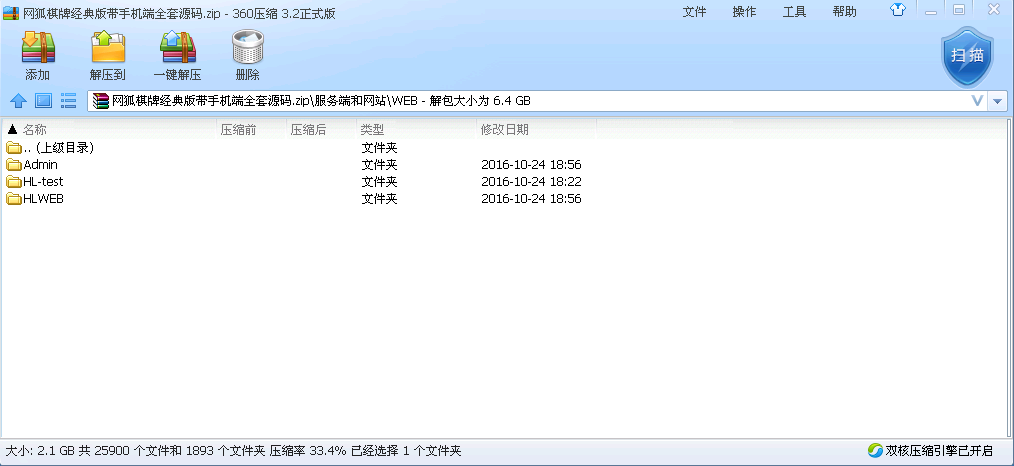 网狐棋牌经典版带手机端全套源码.zip - 360压缩 3.2正式版 文件 操作 工具 帮助
添加 解压到 一键解压 删除 扫描
网狐棋牌经典版带手机端全套源码.zip\服务端和网站\WEB - 解包大小为 6.4 GB
名称 压缩前 压缩后 类型 修改日期
.. (上级目录) 文件夹
Admin 文件夹 2016-10-24 18:56
HL-test 文件夹 2016-10-24 18:22
HLWEB 文件夹 2016-10-24 18:56
大小: 2.1 GB 共 25900 个文件和 1893 个文件夹 压缩率 33.4% 已经选择 1 个文件夹 双核压缩引擎已开启